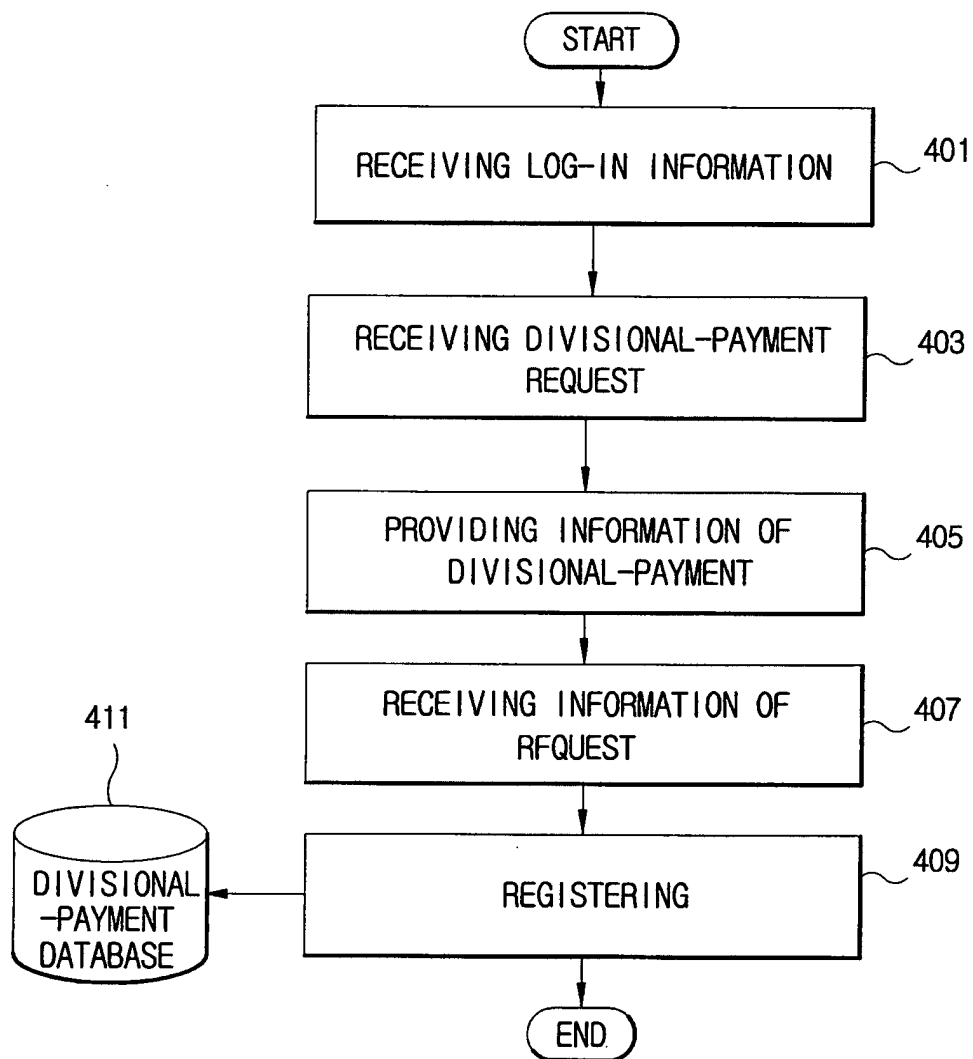 START
RECEIVING LOG-IN INFORMATION
401
RECEIVING DIVISIONAL-PAYMENT
REQUEST
403
PROVIDING INFORMATION OF
DIVISIONAL-PAYMENT
405
RECEIVING INFORMATION OF
RFQUEST
407
411
DIVISIONAL
-PAYMENT
DATABASE
REGISTERING
409
END